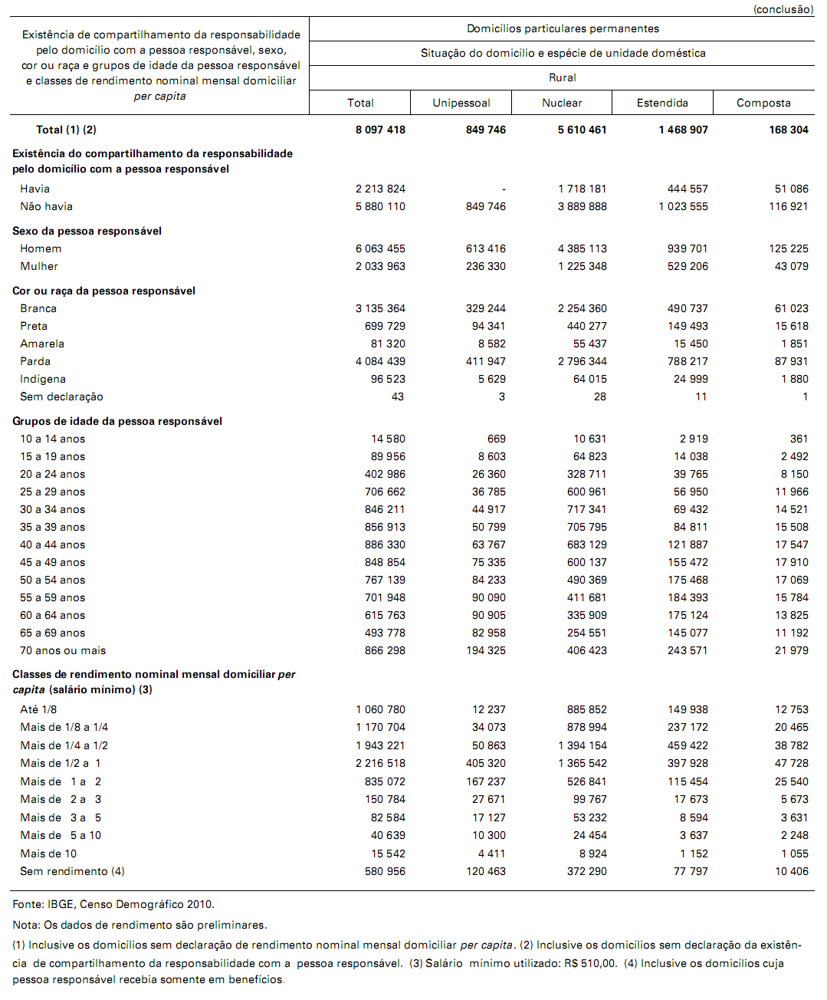 (conclusão)
Existência de compartilhamento da responsabilidade
pelo domicílio com a pessoa responsável, sexo,
cor ou raça e grupos de idade da pessoa responsável
e classes de rendimento nominal mensal domiciliar
per capita
Domicílios particulares permanentes
Situação do domicílio e espécie de unidade doméstica
Rural
Total Unipessoal Nuclear Estendida Composta
Total (1) (2) 8 097 418 849 746 5 610 461 1 468 907 168 304
Existência do compartilhamento da responsabilidade
pelo domicílio com a pessoa responsável
Havia 2 213 824 - 1 718 181 444 557 51 086
Não havia 5 880 110 849 746 3 889 888 1 023 555 116 921
Sexo da pessoa responsável
Homem 6 063 455 613 416 4 385 113 939 701 125 225
Mulher 2 033 963 236 330 1 225 348 529 206 43 079
Cor ou raça da pessoa responsável
Branca 3 135 364 329 244 2 254 360 490 737 61 023
Preta 699 729 94 341 440 277 149 493 15 618
Amarela 81 320 8 582 55 437 15 450 1 851
Parda 4 084 439 411 947 2 796 344 788 217 87 931
Indígena 96 523 5 629 64 015 24 999 1 880
Sem declaração 43 3 28 11 1
Grupos de idade da pessoa responsável
10 a 14 anos 14 580 669 10 631 2 919 361
15 a 19 anos 89 956 8 603 64 823 14 038 2 492
20 a 24 anos 402 986 26 360 328 711 39 765 8 150
25 a 29 anos 706 662 36 785 600 961 56 950 11 966
30 a 34 anos 846 211 44 917 717 341 69 432 14 521
35 a 39 anos 856 913 50 799 705 795 84 811 15 508
40 a 44 anos 886 330 63 767 683 129 121 887 17 547
45 a 49 anos 848 854 75 335 600 137 155 472 17 910
50 a 54 anos 767 139 84 233 490 369 175 468 17 069
55 a 59 anos 701 948 90 090 411 681 184 393 15 784
60 a 64 anos 615 763 90 905 335 909 175 124 13 825
65 a 69 anos 493 778 82 958 254 551 145 077 11 192
70 anos ou mais 866 298 194 325 406 423 243 571 21 979
Classes de rendimento nominal mensal domiciliar per
capita (salário mínimo) (3)
Até 1/8 1 060 780 12 237 885 852 149 938 12 753
Mais de 1/8 a 1/4 1 170 704 34 073 878 994 237 172 20 465
Mais de 1/4 a 1/2 1 943 221 50 863 1 394 154 459 422 38 782
Mais de 1/2 a 1 2 216 518 405 320 1 365 542 397 928 47 728
Mais de 1 a 2 835 072 167 237 526 841 115 454 25 540
Mais de 2 a 3 150 784 27 671 99 767 17 673 5 673
Mais de 3 a 5 82 584 17 127 53 232 8 594 3 631
Mais de 5 a 10 40 639 10 300 24 454 3 637 2 248
Mais de 10 15 542 4 411 8 924 1 152 1 055
Sem rendimento (4) 580 956 120 463 372 290 77 797 10 406
Fonte: IBGE, Censo Demográfico 2010.
Nota: Os dados de rendimento são preliminares.
(1) Inclusive os domicílios sem declaração de rendimento nominal mensal domiciliar per capita. (2) Inclusive os domicílios sem declaração da existên-
cia de compartilhamento da responsabilidade com a pessoa responsável. (3) Salário mínimo utilizado: R$ 510,00. (4) Inclusive os domicílios cuja
pessoa responsável recebia somente em benefícios.